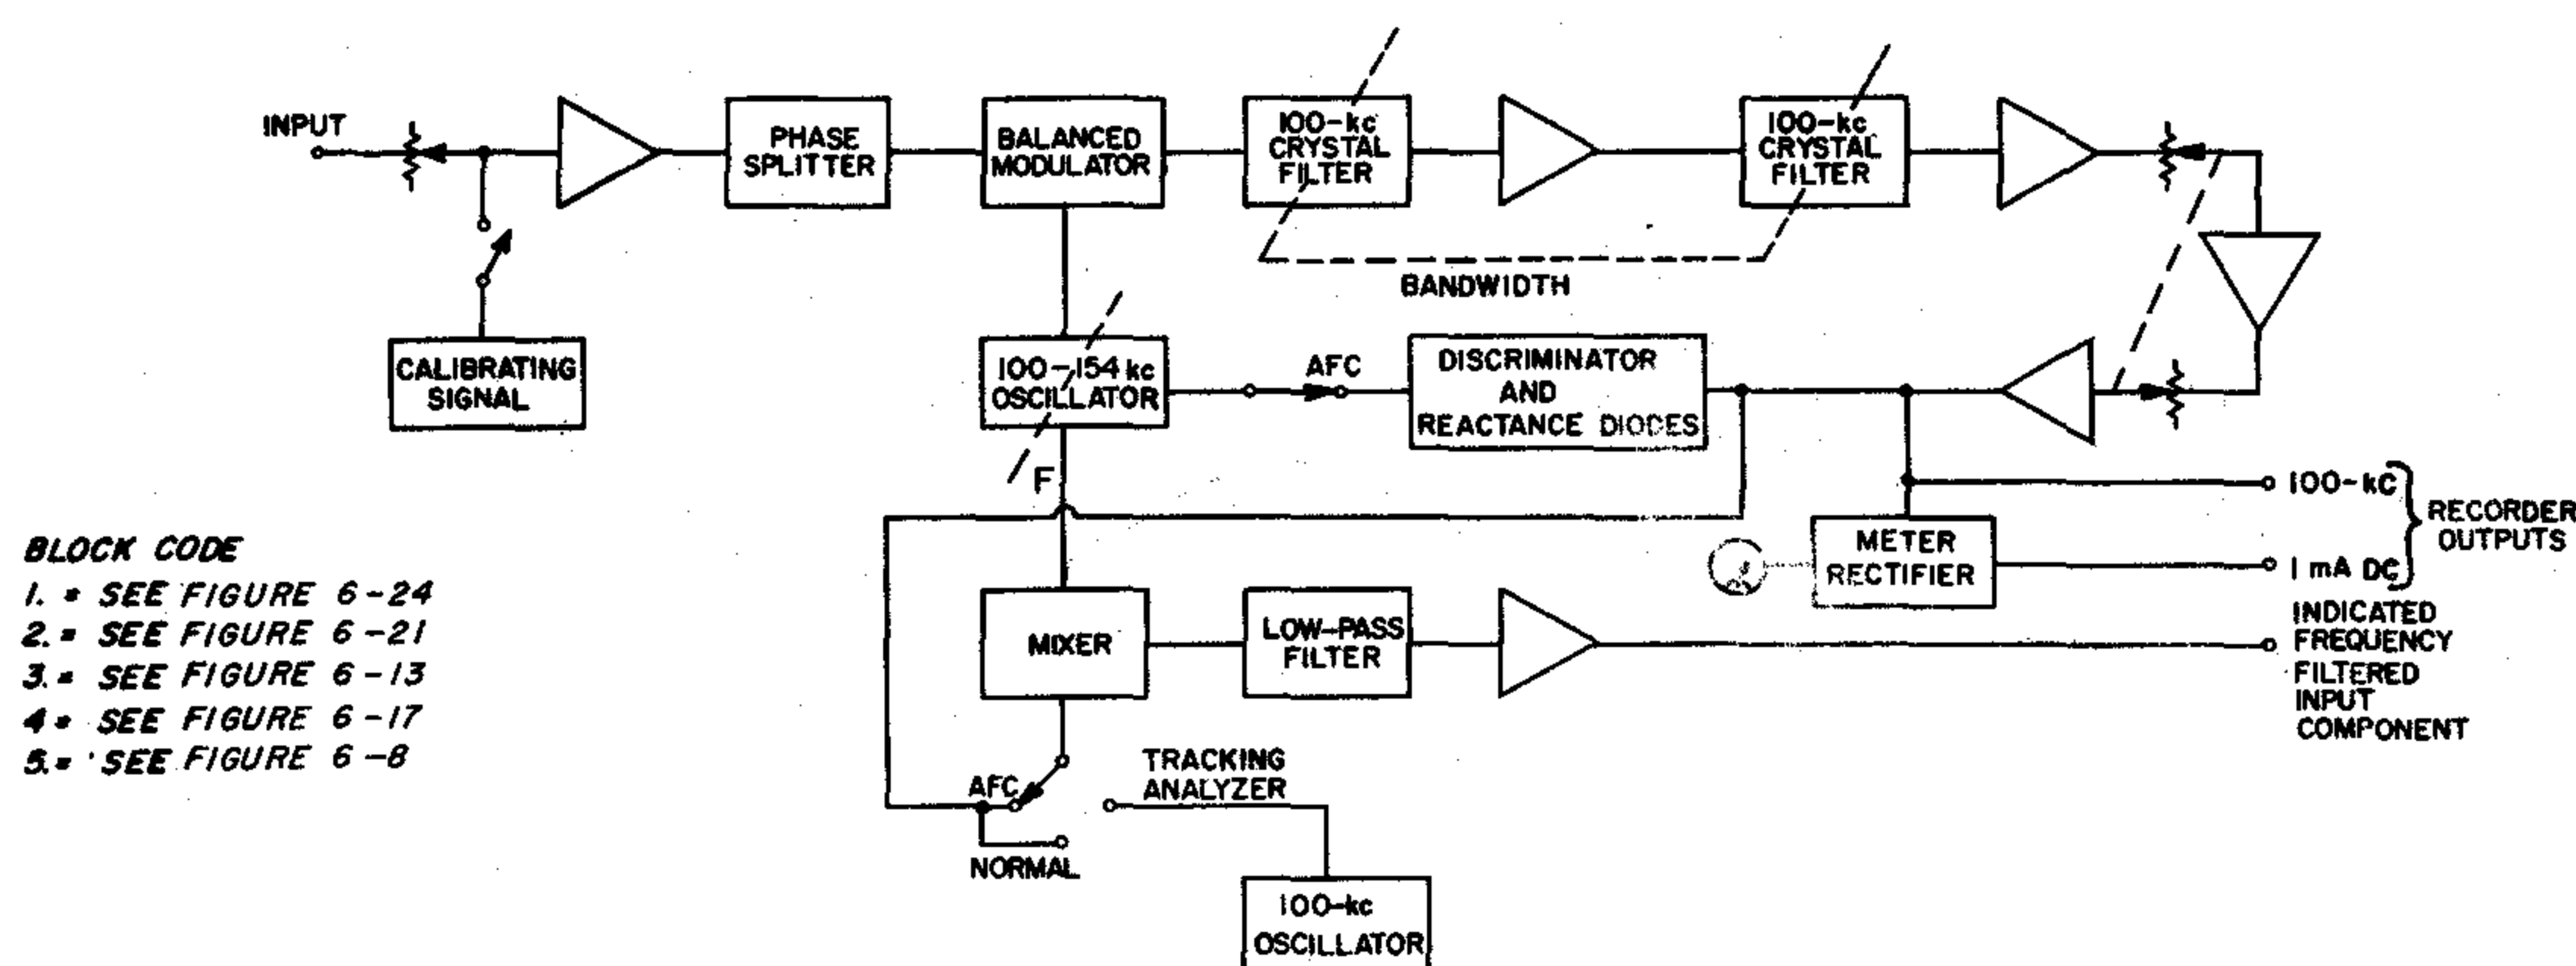 INPUT
PHASE
SPLITTER
BALANCED
MODULATOR
100-kc
CRYSTAL
FILTER
100-kc
CRYSTAL
FILTER
BANDWIDTH
CALIBRATING
SIGNAL
100-154 kc
OSCILLATOR
AFC
DISCRIMINATOR
AND
REACTANCE DIODES
F
100-kC
1 mA DC
RECORDER
OUTPUTS
METER
RECTIFIER
BLOCK CODE
1. = SEE FIGURE 6-24
2. = SEE FIGURE 6-21
3. = SEE FIGURE 6-13
4 = SEE FIGURE 6-17
5. = SEE FIGURE 6-8
MIXER
LOW-PASS
FILTER
INDICATED
FREQUENCY
FILTERED
INPUT
COMPONENT
AFC
TRACKING
ANALYZER
NORMAL
100-kc
OSCILLATOR